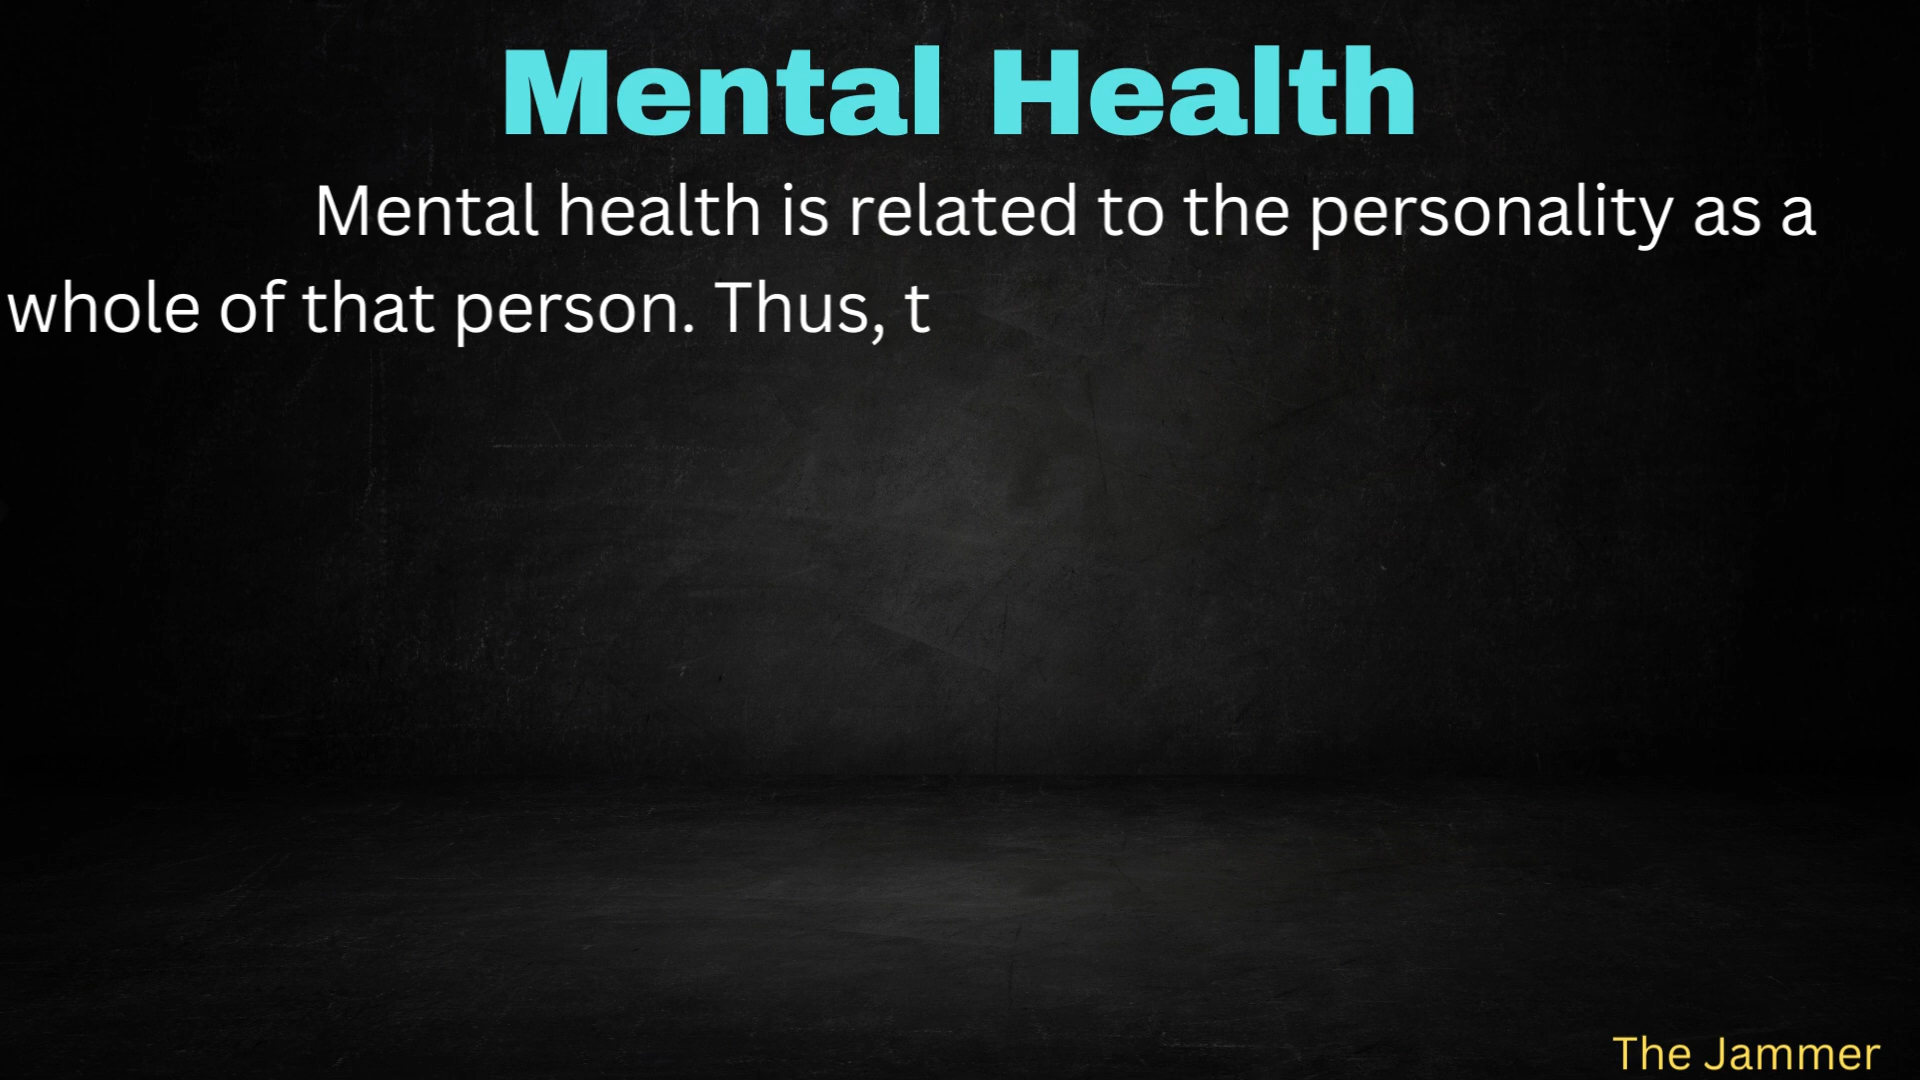 Mental Health
Mental health is related to the personality as a
whole of that person. Thus, t
The Jammer